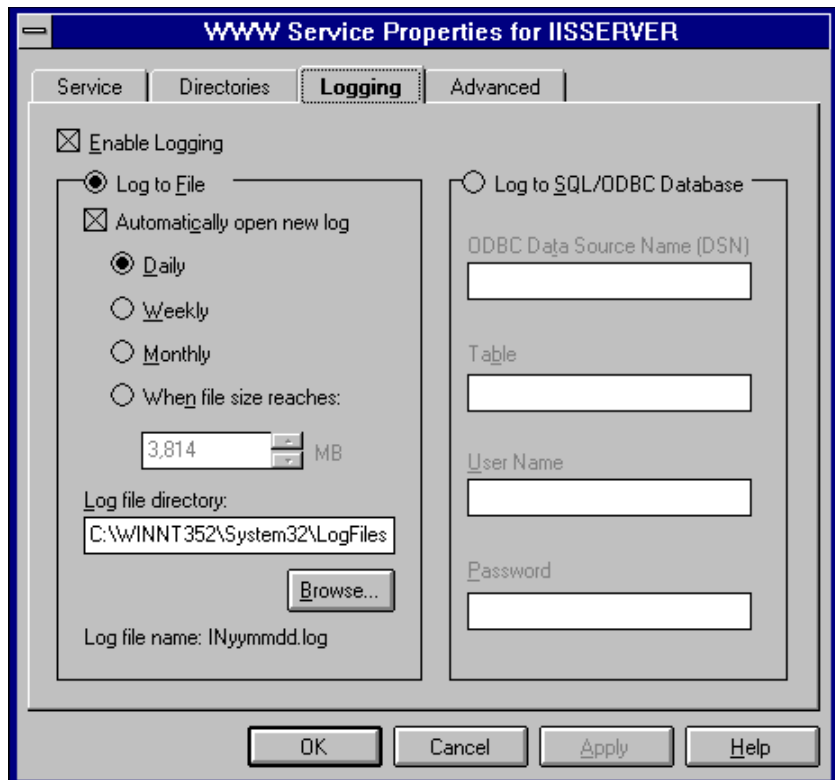 WWW Service Properties for IISSERVER
Service Directories Logging Advanced
Enable Logging
Log to File
Automatically open new log
Daily
Weekly
Monthly
When file size reaches:
3,814 MB
Log file directory:
C:\WINNT352\System32\LogFiles
Browse...
Log file name: INyymmdd.log
Log to SQL/ODBC Database
ODBC Data Source Name (DSN)
Table
User Name
Password
OK Cancel Apply Help